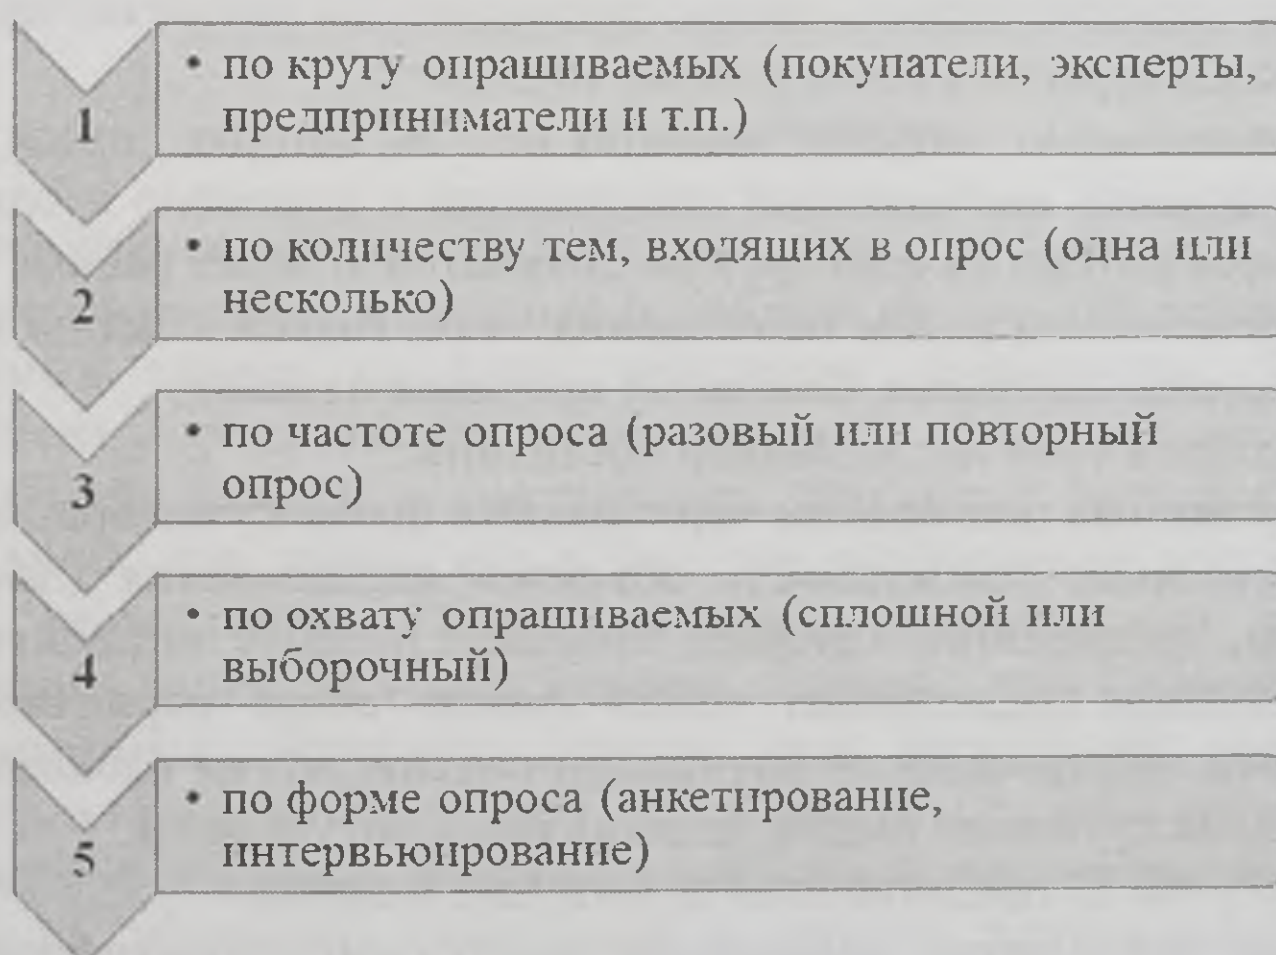 1
• по кругу опрашиваемых (покупатели, эксперты,
предприниматели и т.п.)
2
• по количеству тем, входящих в опрос (одна или
несколько)
3
• по частоте опроса (разовый или повторный
опрос)
4
• по охвату опрашиваемых (сплошной или
выборочный)
5
• по форме опроса (анкетирование,
интервьюирование)